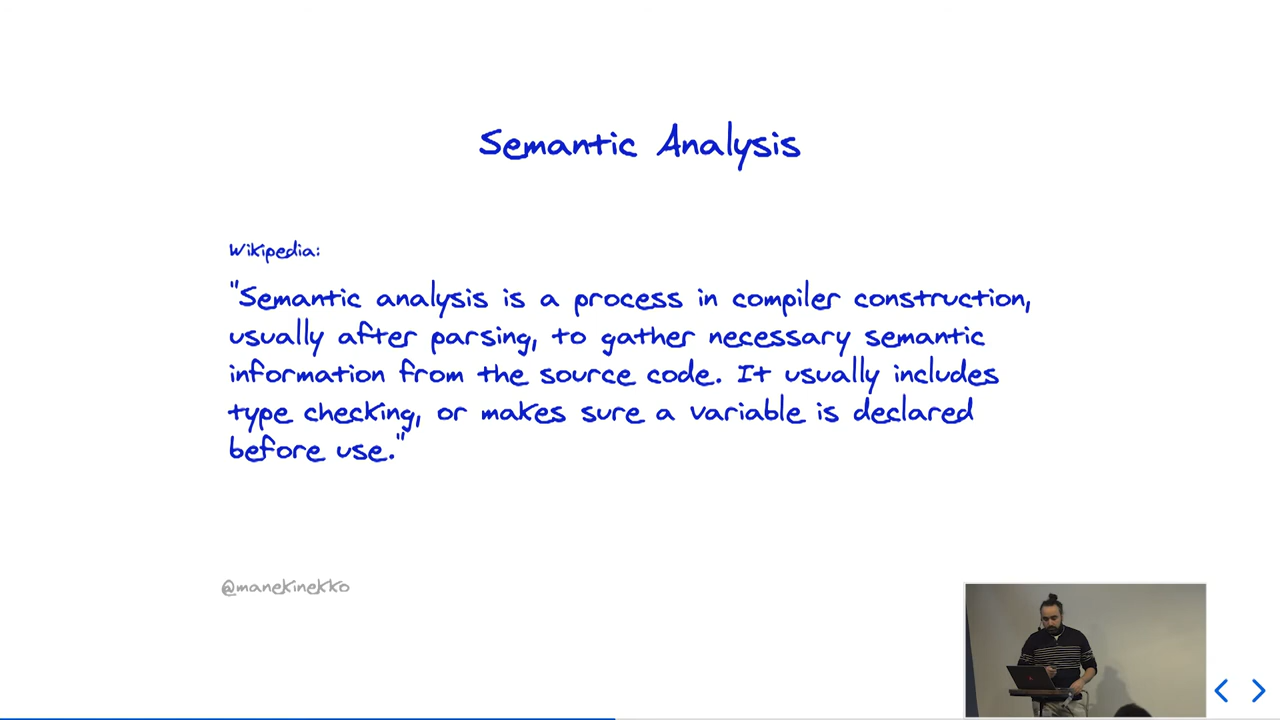 Semantic Analysis
Wikipedia:
"Semantic analysis is a process in compiler construction,
usually after parsing, to gather necessary semantic
information from the source code. It usually includes
type checking, or makes sure a variable is declared
before use."
@manekinekko